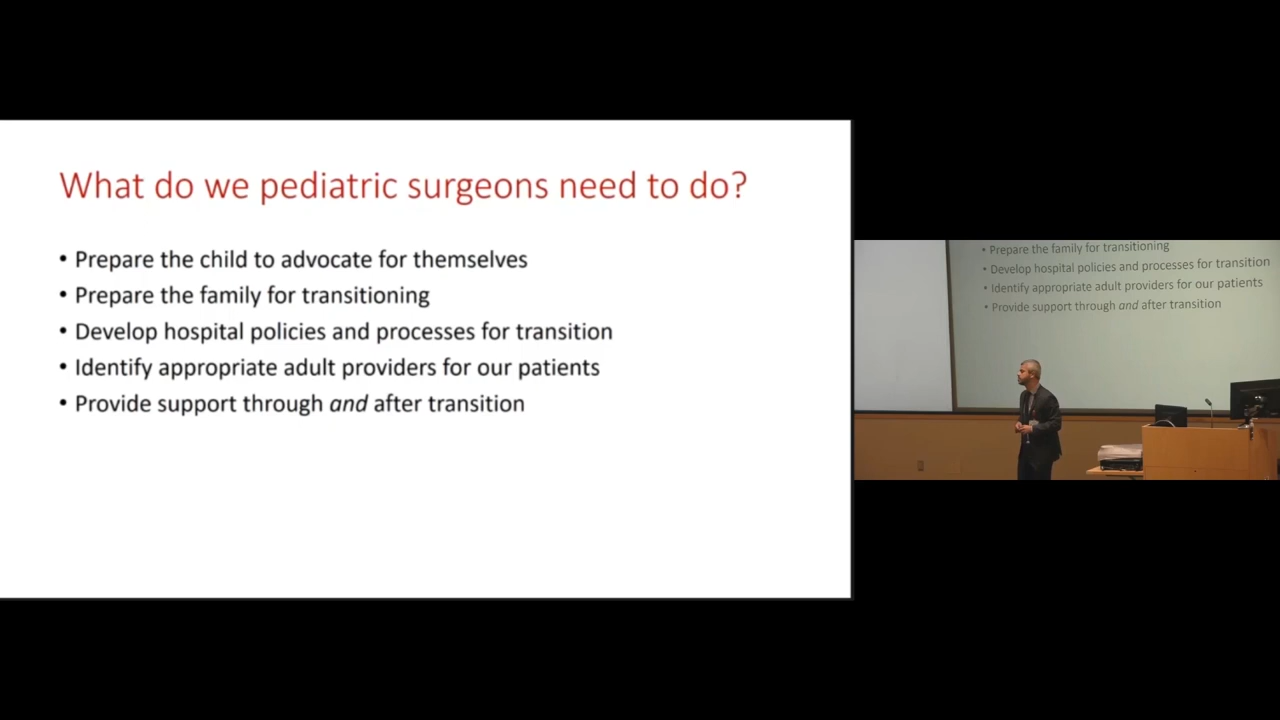 What do we pediatric surgeons need to do?
• Prepare the child to advocate for themselves
• Prepare the family for transitioning
• Develop hospital policies and processes for transition
• Identify appropriate adult providers for our patients
• Provide support through and after transition
• Prepare the family for transitioning
• Develop hospital policies and processes for transition
• Identify appropriate adult providers for our patients
• Provide support through and after transition